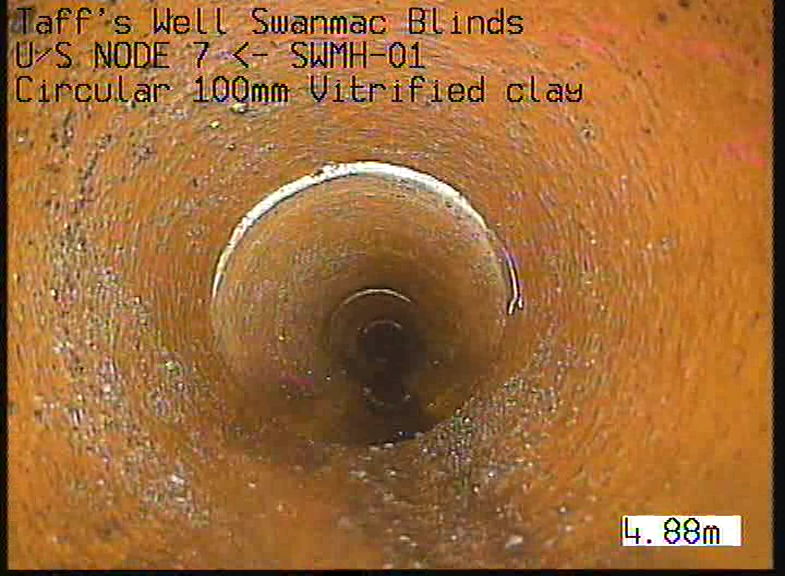 Taff's Well Swanmac Blinds
U/S NODE 7 <- SWMH-01
Circular 100mm Vitrified clay
4.88m